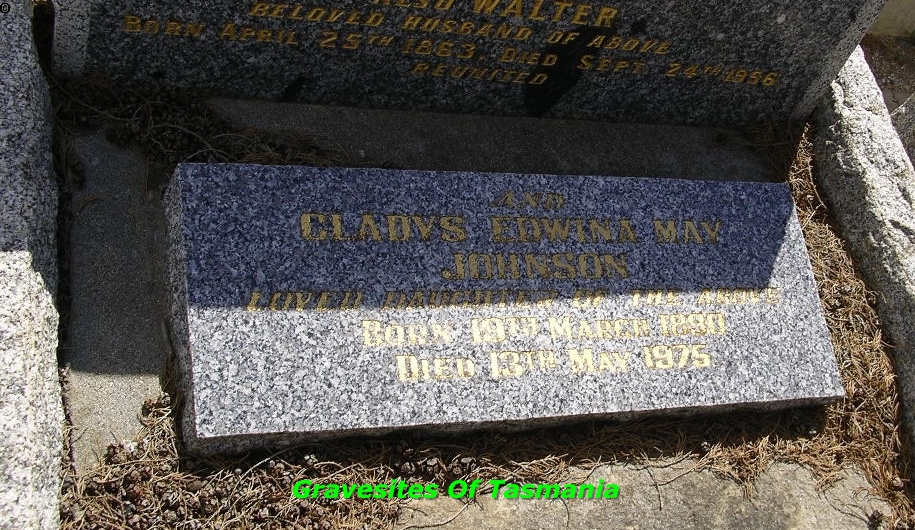 ALSO WALTER
BELOVED HUSBAND OF ABOVE
BORN APRIL 25TH 1863, DIED SEPT. 24TH 1956
REUNITED
AND
GLADYS EDWINA MAY
JOHNSON
LOVED DAUGHTER OF THE ABOVE
BORN 19TH MARCH 1890
DIED 13TH MAY 1975
Gravesites Of Tasmania